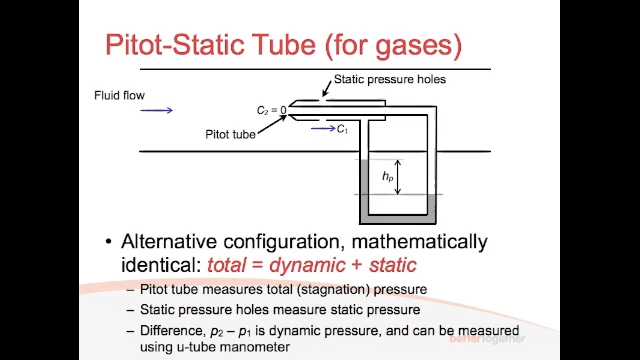 Pitot-Static Tube (for gases)
Static pressure holes
Fluid flow
C₂ = 0
Pitot tube
C₁
hₚ
• Alternative configuration, mathematically
identical: total = dynamic + static
– Pitot tube measures total (stagnation) pressure
– Static pressure holes measure static pressure
– Difference, p₂ – p₁ is dynamic pressure, and can be measured
using u-tube manometer
bettertogether